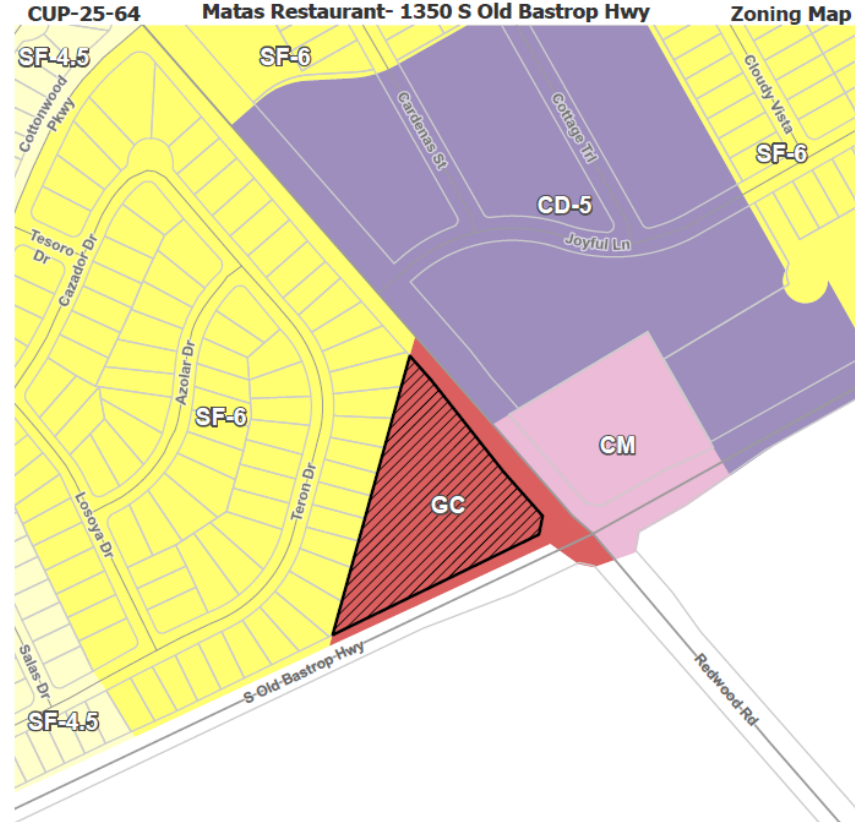 CUP-25-64
Matas Restaurant- 1350 S Old Bastrop Hwy
Zoning Map
SF-4.5
SF-6
Cottonwood
Pkwy
Cardenas St
Cottage Trl
Cloudy Vista
SF-6
CD-5
Joyful Ln
Tesoro
Dr
Cazador Dr
Azolar Dr
SF-6
CM
Teron Dr
GC
Losoya Dr
Salas Dr
S Old Bastrop Hwy
Redwood Rd
SF-4.5